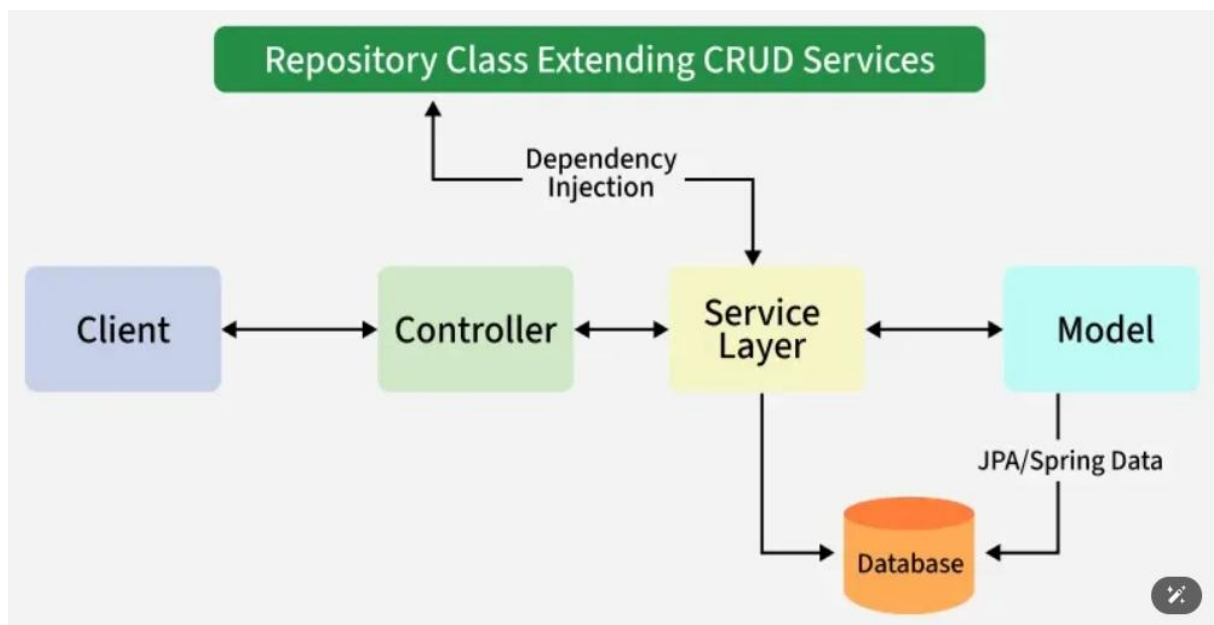 Repository Class Extending CRUD Services
Dependency
Injection
Client
Controller
Service
Layer
Model
JPA/Spring Data
Database